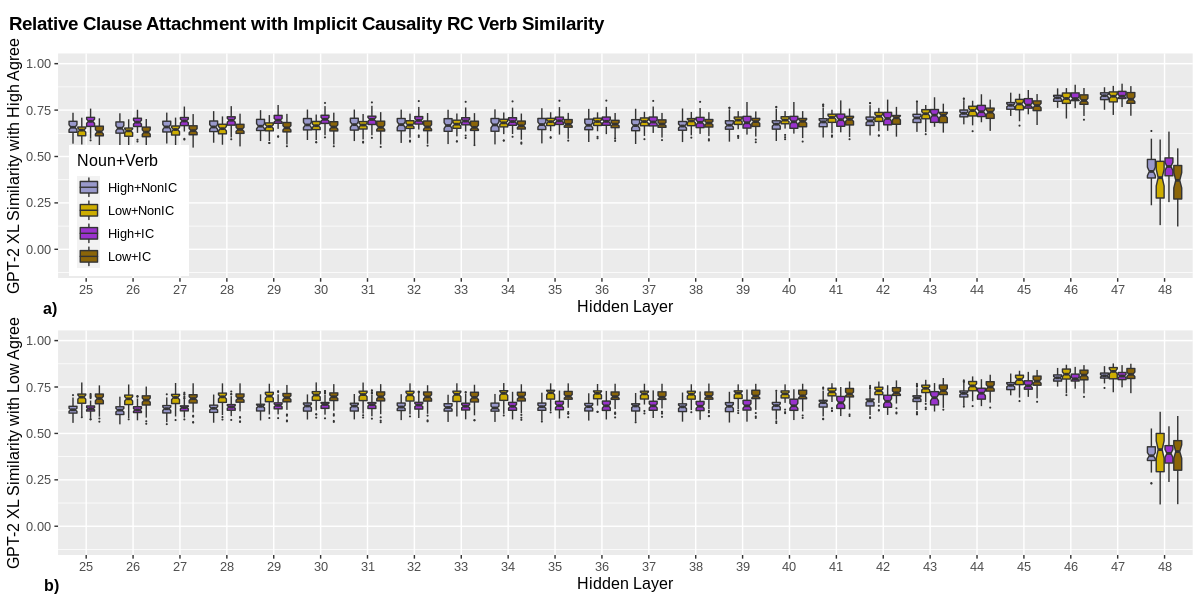 Relative Clause Attachment with Implicit Causality RC Verb Similarity
GPT-2 XL Similarity with High Agree
1.00
0.75
0.50
0.25
0.00
Noun+Verb
High+NonIC
Low+NonIC
High+IC
Low+IC
25 26 27 28 29 30 31 32 33 34 35 36 37 38 39 40 41 42 43 44 45 46 47 48
Hidden Layer
a)
GPT-2 XL Similarity with Low Agree
1.00
0.75
0.50
0.25
0.00
25 26 27 28 29 30 31 32 33 34 35 36 37 38 39 40 41 42 43 44 45 46 47 48
Hidden Layer
b)